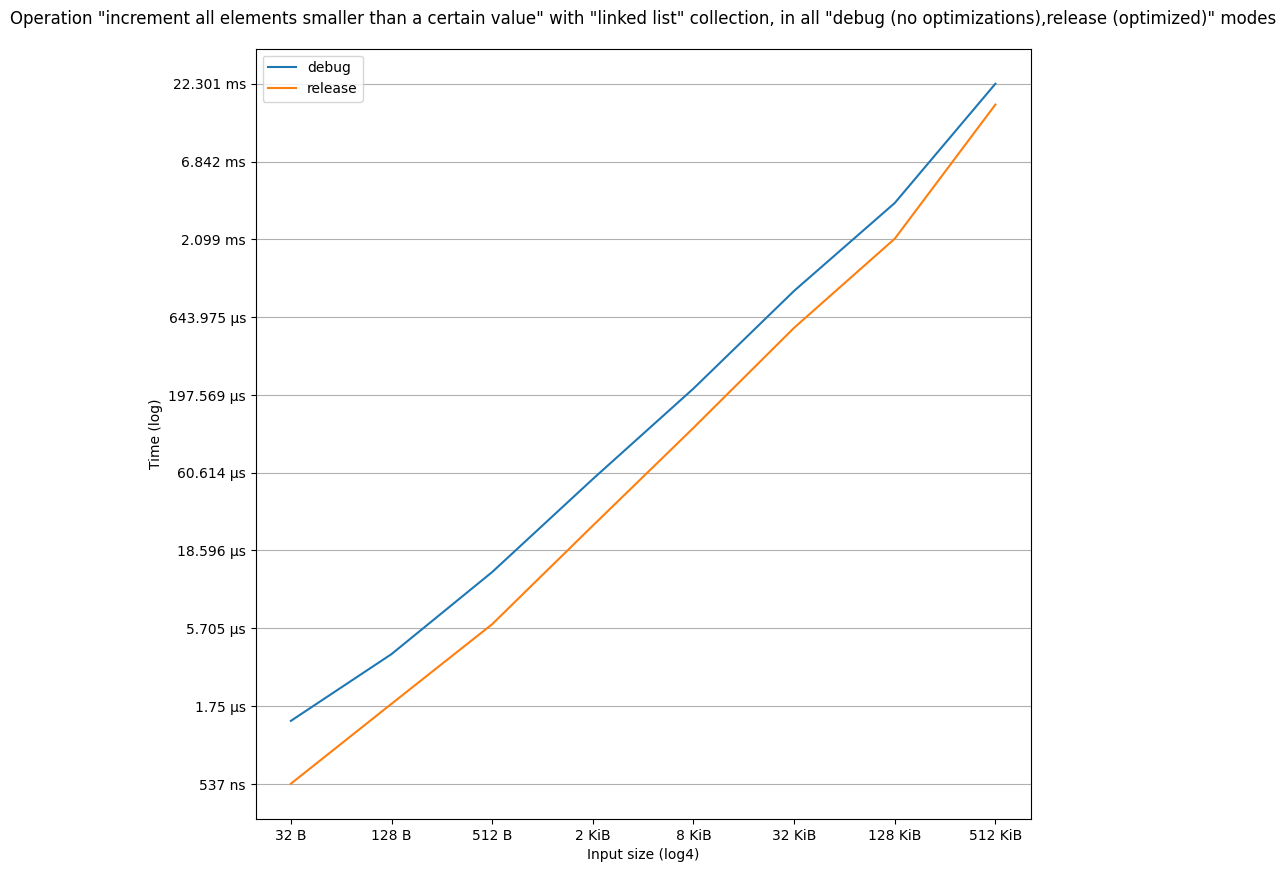 Operation "increment all elements smaller than a certain value" with "linked list" collection, in all "debug (no optimizations),release (optimized)" modes
debug
release
22.301 ms
6.842 ms
2.099 ms
643.975 µs
197.569 µs
60.614 µs
18.596 µs
5.705 µs
1.75 µs
537 ns
Time (log)
32 B 128 B 512 B 2 KiB 8 KiB 32 KiB 128 KiB 512 KiB
Input size (log4)